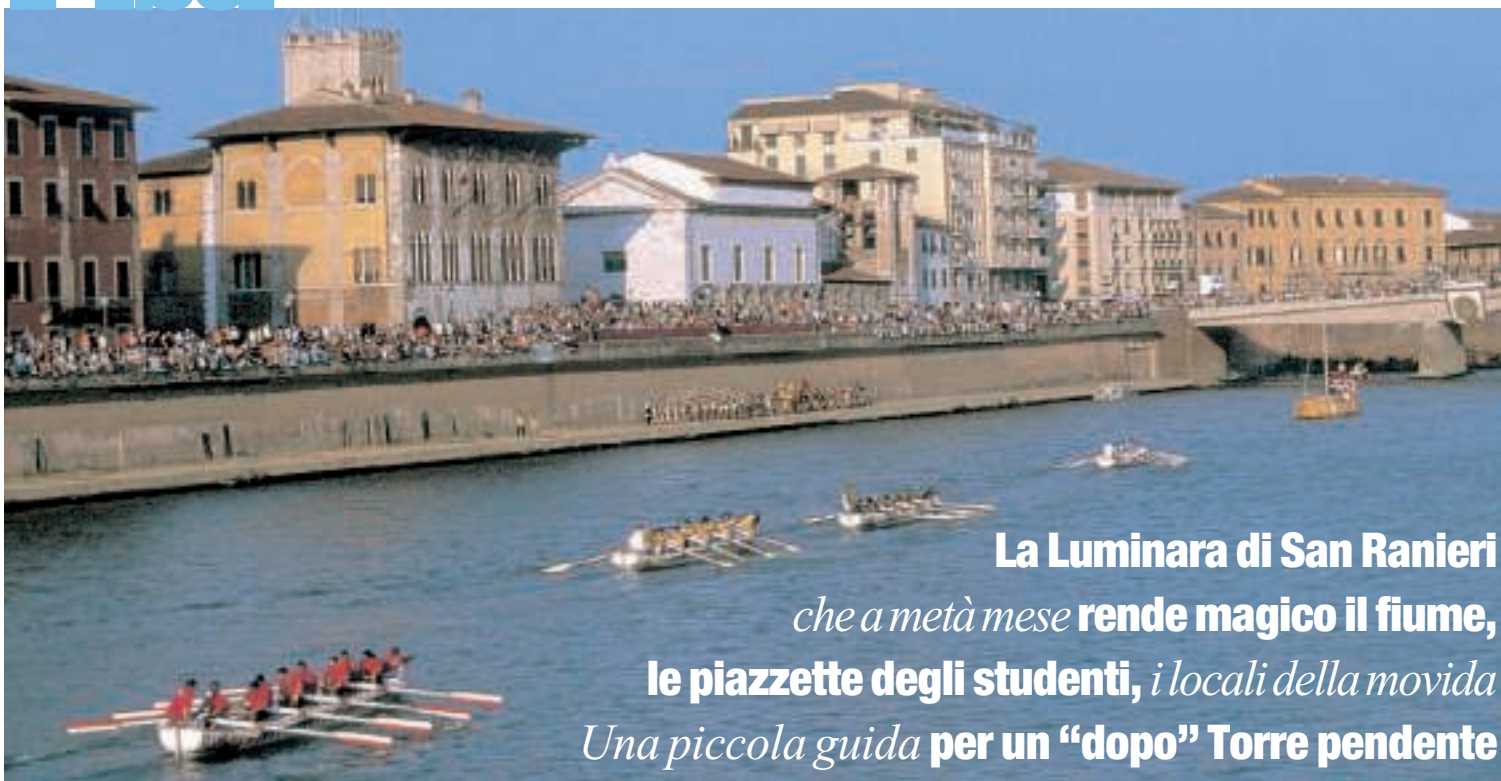 La Luminara di San Ranieri
che a metà mese rende magico il fiume,
le piazzette degli studenti, i locali della movida
Una piccola guida per un “dopo” Torre pendente